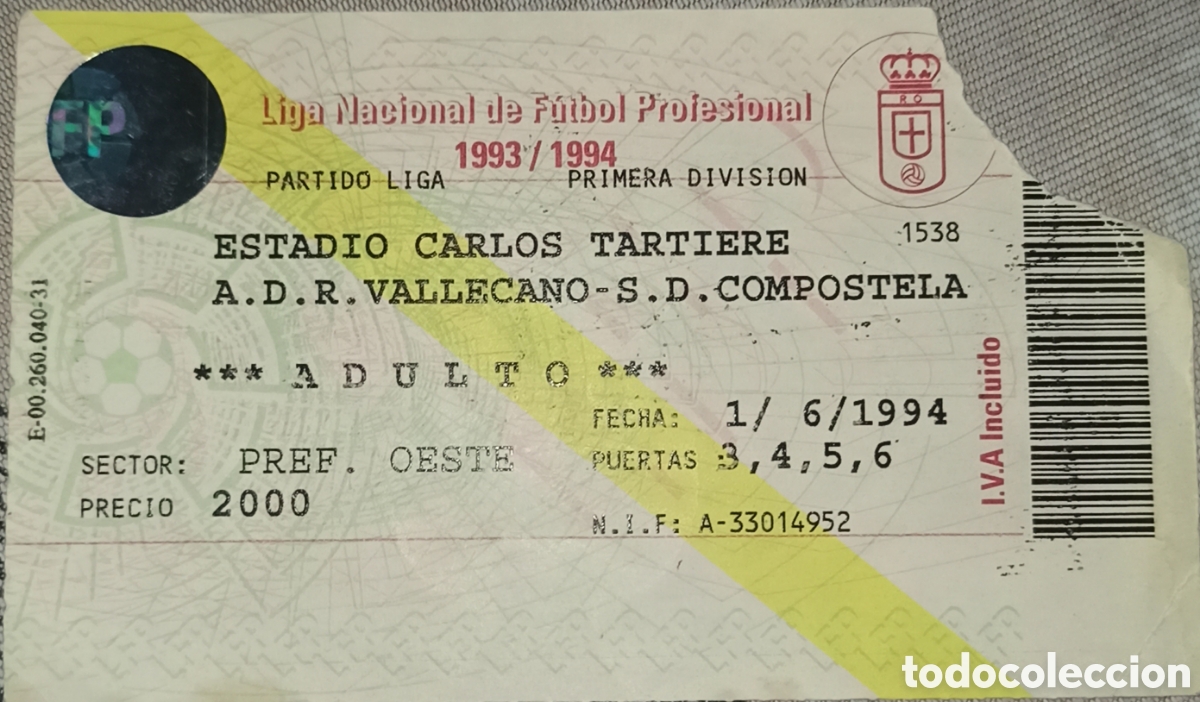 FP
Liga Nacional de Fútbol Profesional
1993 / 1994
R O
PARTIDO LIGA PRIMERA DIVISION
ESTADIO CARLOS TARTIERE 1538
A.D.R.VALLECANO-S.D.COMPOSTELA
*** A D U L T O ***
FECHA: 1/ 6/1994
SECTOR: PREF. OESTE PUERTAS 3,4,5,6
PRECIO 2000
N.I.F: A-33014952
E-00.260.040-31
I.V.A Incluido
todocoleccion